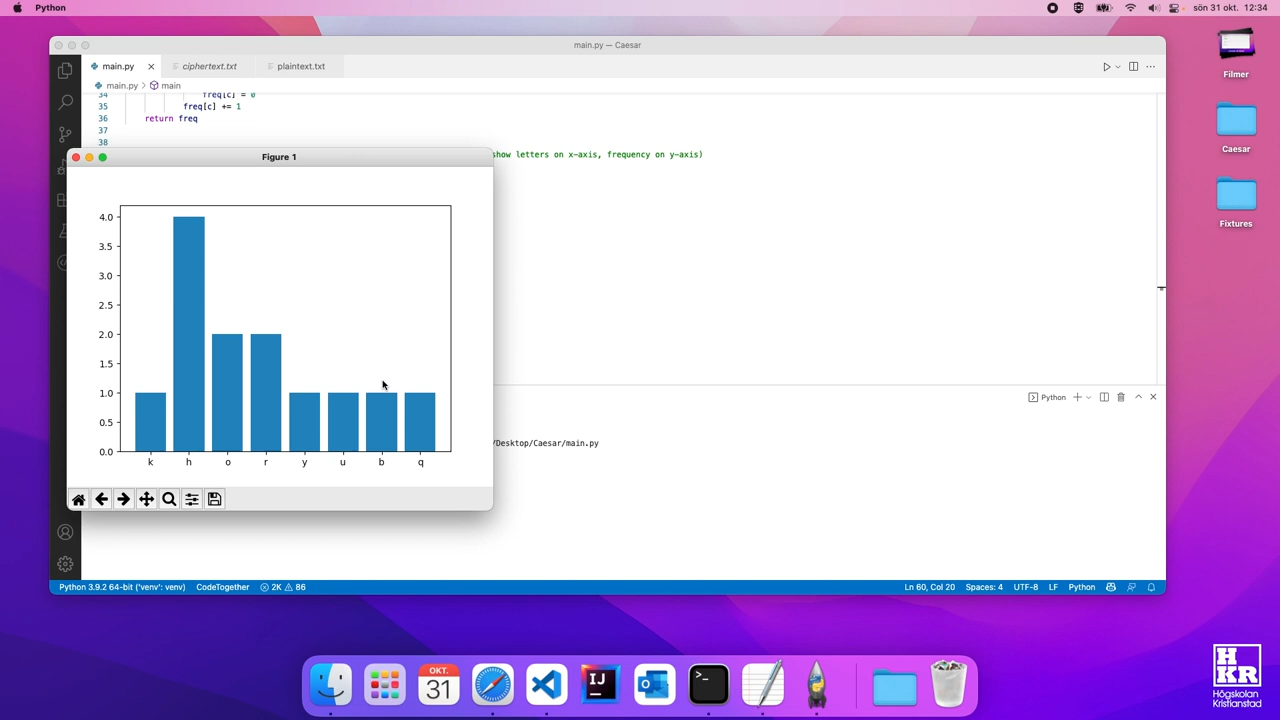 Python
sön 31 okt. 12:34
main.py — Caesar
main.py
ciphertext.txt
plaintext.txt
main.py > main
34 freq[c] = 0
35 freq[c] += 1
36 return freq
37
38
show letters on x-axis, frequency on y-axis)
Figure 1
4.0
3.5
3.0
2.5
2.0
1.5
1.0
0.5
0.0
k h o r y u b q
Python
/Desktop/Caesar/main.py
Python 3.9.2 64-bit ('venv': venv) CodeTogether 2K 86
Ln 60, Col 20 Spaces: 4 UTF-8 LF Python
Filmer
Caesar
Fixtures
OKT.
31
IJ
>_
HKR
Högskolan
Kristianstad